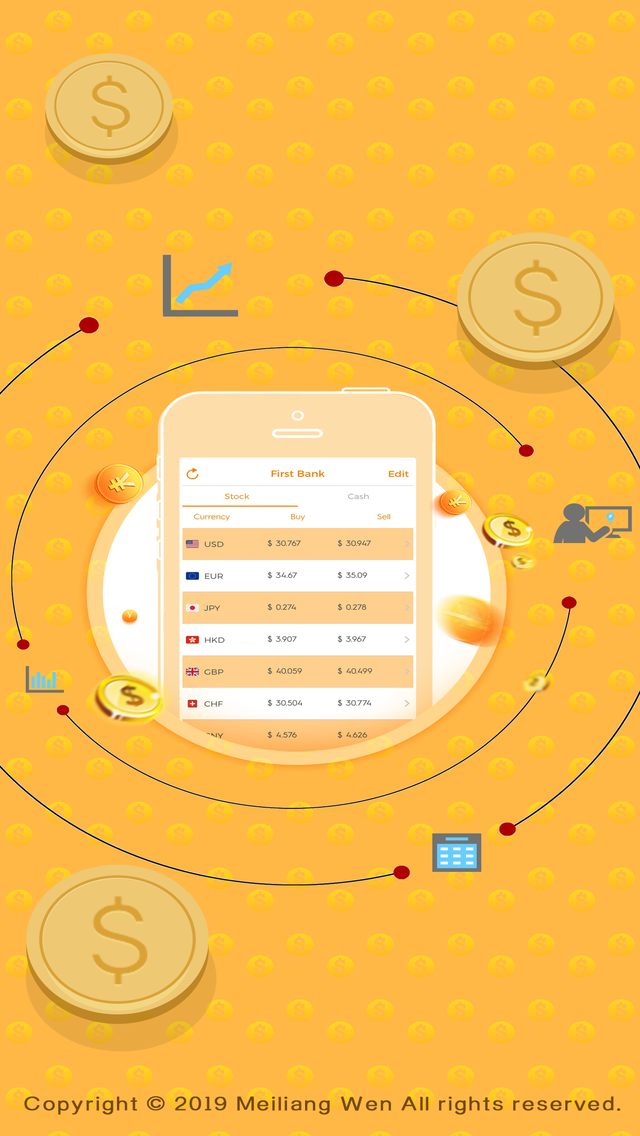 First Bank Edit
Stock Cash
Currency Buy Sell
USD $ 30.767 $ 30.947
EUR $ 34.67 $ 35.09
JPY $ 0.274 $ 0.278
HKD $ 3.907 $ 3.967
GBP $ 40.059 $ 40.499
CHF $ 30.504 $ 30.774
NY $ 4.576 $ 4.626
Copyright © 2019 Meiliang Wen All rights reserved.